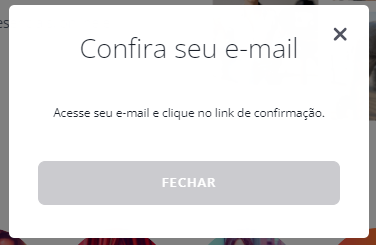 Confira seu e-mail
Acesse seu e-mail e clique no link de confirmação.
FECHAR